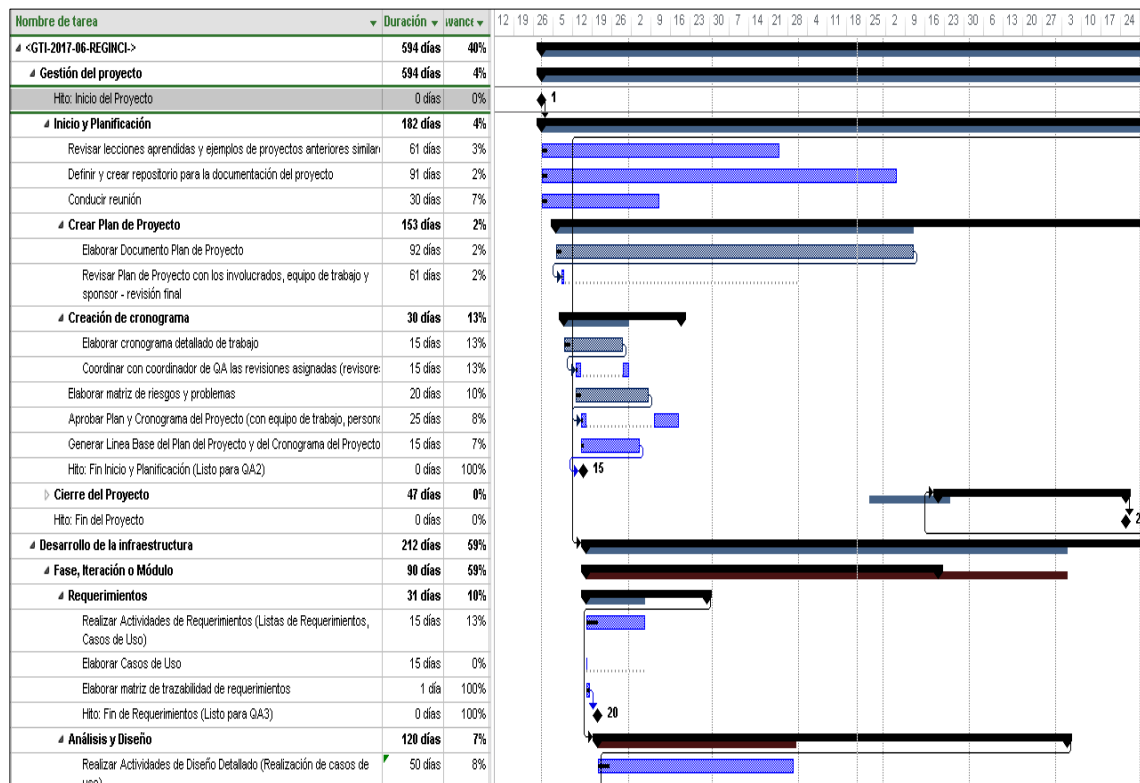 Nombre de tarea Duración vance 12 19 26 5 12 19 26 2 9 16 23 30 7 14 21 28 4 11 18 25 2 9 16 23 30 6 13 20 27 3 10 17 24
<GTI-2017-06-REGINCI-> 594 días 40%
Gestión del proyecto 594 días 4%
Hito: Inicio del Proyecto 0 días 0% 1
Inicio y Planificación 182 días 4%
Revisar lecciones aprendidas y ejemplos de proyectos anteriores similar 61 días 3%
Definir y crear repositorio para la documentación del proyecto 91 días 2%
Conducir reunión 30 días 7%
Crear Plan de Proyecto 153 días 2%
Elaborar Documento Plan de Proyecto 92 días 2%
Revisar Plan de Proyecto con los involucrados, equipo de trabajo y 61 días 2%
sponsor - revisión final
Creación de cronograma 30 días 13%
Elaborar cronograma detallado de trabajo 15 días 13%
Coordinar con coordinador de QA las revisiones asignadas (revisore 15 días 13%
Elaborar matriz de riesgos y problemas 20 días 10%
Aprobar Plan y Cronograma del Proyecto (con equipo de trabajo, person 25 días 8%
Generar Linea Base del Plan del Proyecto y del Cronograma del Proyecto 15 días 7%
Hito: Fin Inicio y Planificación (Listo para QA2) 0 días 100% 15
Cierre del Proyecto 47 días 0%
Hito: Fin del Proyecto 0 días 0% 2
Desarrollo de la infraestructura 212 días 59%
Fase, Iteración o Módulo 90 días 59%
Requerimientos 31 días 10%
Realizar Actividades de Requerimientos (Listas de Requerimientos, 15 días 13%
Casos de Uso)
Elaborar Casos de Uso 15 días 0%
Elaborar matriz de trazabilidad de requerimientos 1 día 100%
Hito: Fin de Requerimientos (Listo para QA3) 0 días 100% 20
Análisis y Diseño 120 días 7%
Realizar Actividades de Diseño Detallado (Realización de casos de 50 días 8%
uso)